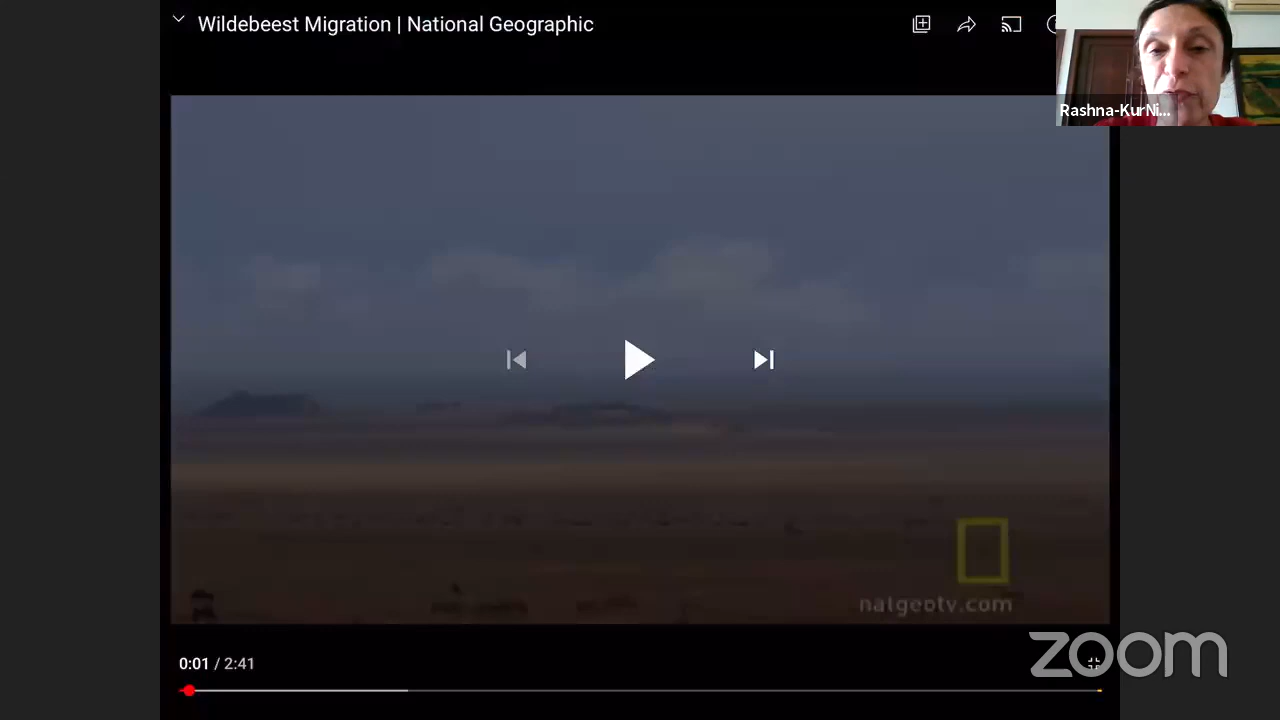 Wildebeest Migration | National Geographic
Rashna-KurNi...
natgeotv.com
0:01 / 2:41
zoom